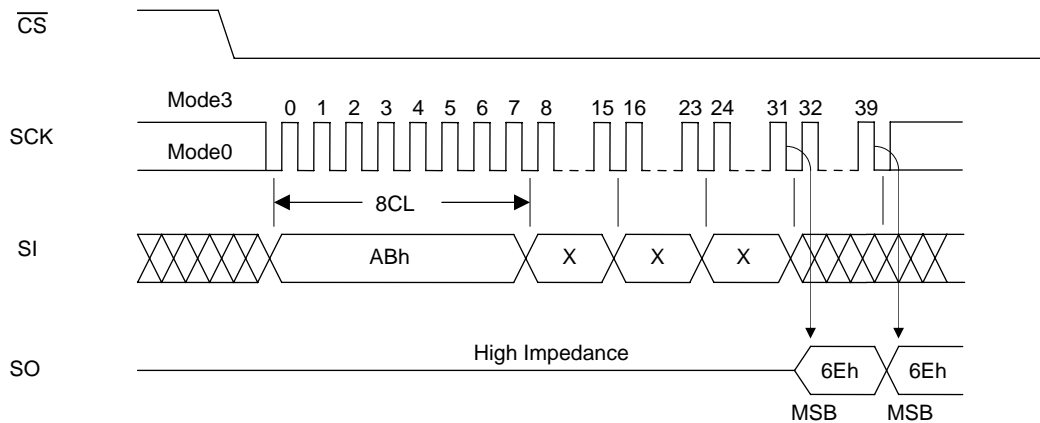 CS
Mode3
0 1 2 3 4 5 6 7 8 15 16 23 24 31 32 39
SCK
Mode0
8CL
SI
ABh X X X
High Impedance
SO
6Eh 6Eh
MSB MSB